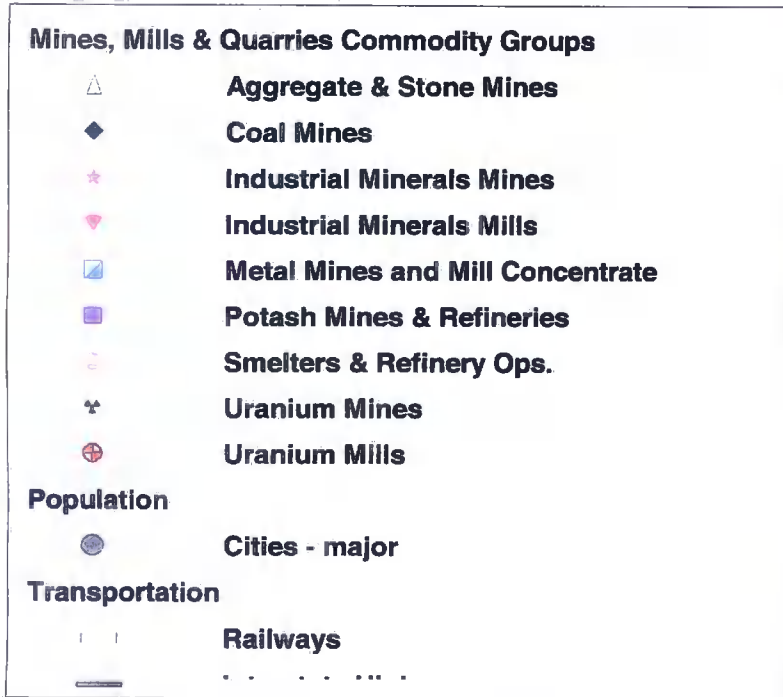 Mines, Mills & Quarries Commodity Groups
Aggregate & Stone Mines
Coal Mines
Industrial Minerals Mines
Industrial Minerals Mills
Metal Mines and Mill Concentrate
Potash Mines & Refineries
Smelters & Refinery Ops.
Uranium Mines
Uranium Mills
Population
Cities - major
Transportation
Railways